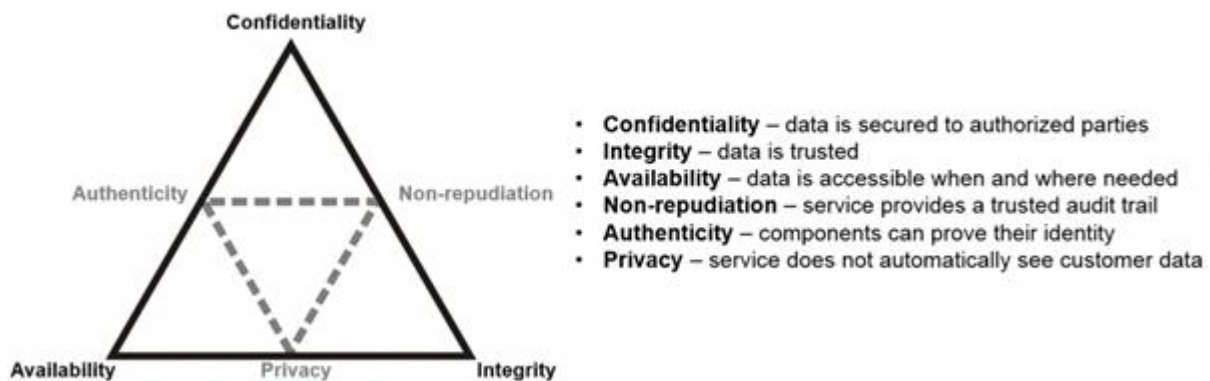 Confidentiality
Authenticity
Non-repudiation
Availability
Privacy
Integrity
• Confidentiality – data is secured to authorized parties
• Integrity – data is trusted
• Availability – data is accessible when and where needed
• Non-repudiation – service provides a trusted audit trail
• Authenticity – components can prove their identity
• Privacy – service does not automatically see customer data